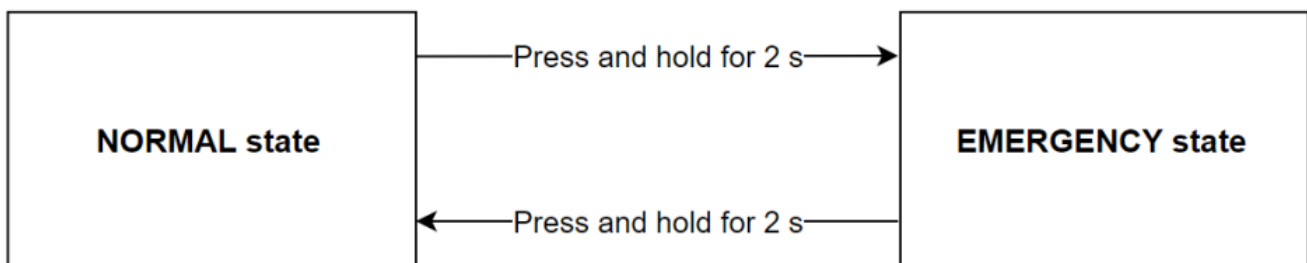 Press and hold for 2 s
NORMAL state
EMERGENCY state
Press and hold for 2 s